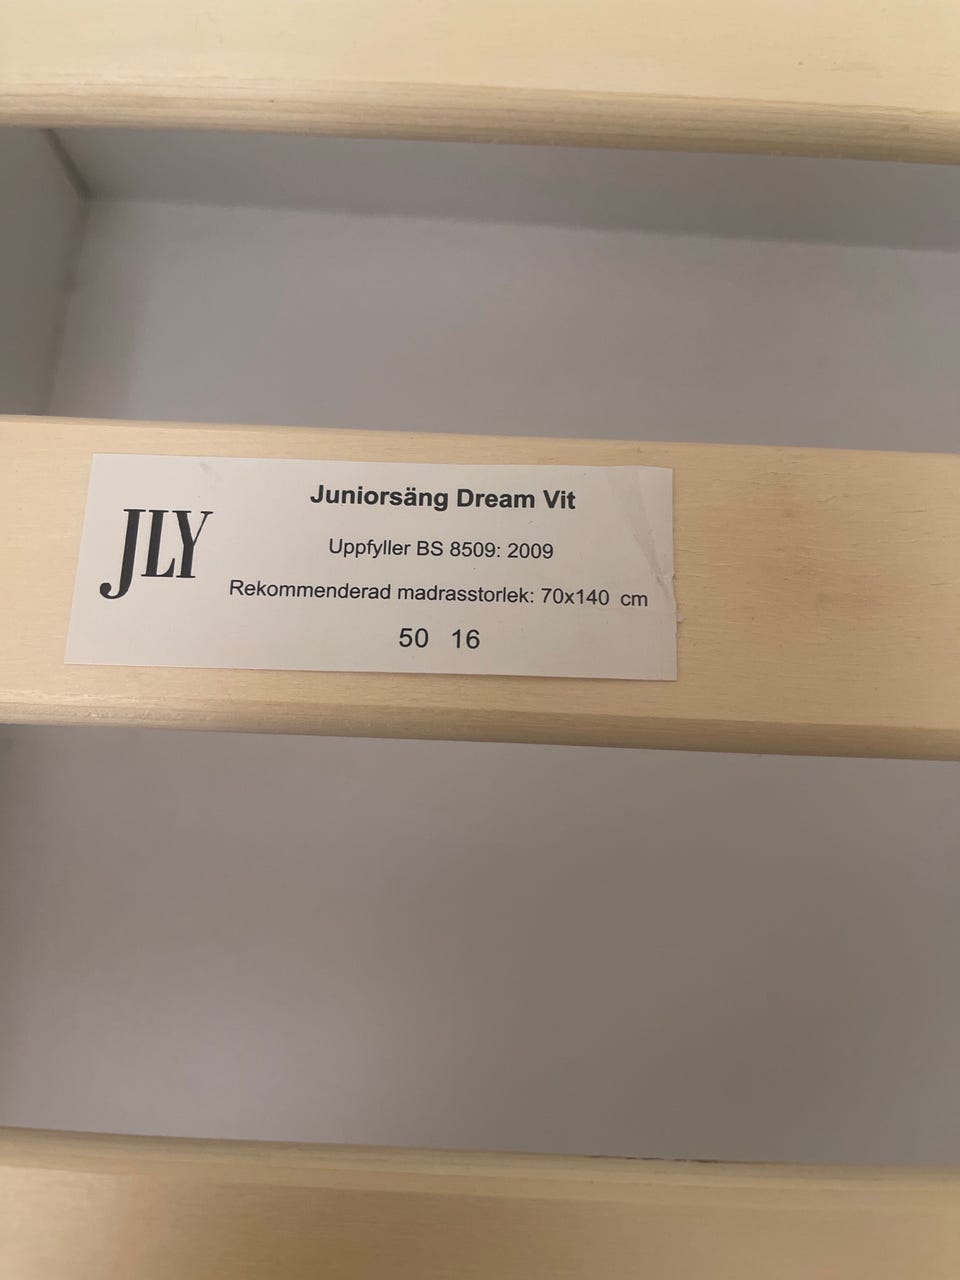 JLY
Juniorsäng Dream Vit
Uppfyller BS 8509: 2009
Rekommenderad madrasstorlek: 70x140 cm
50 16